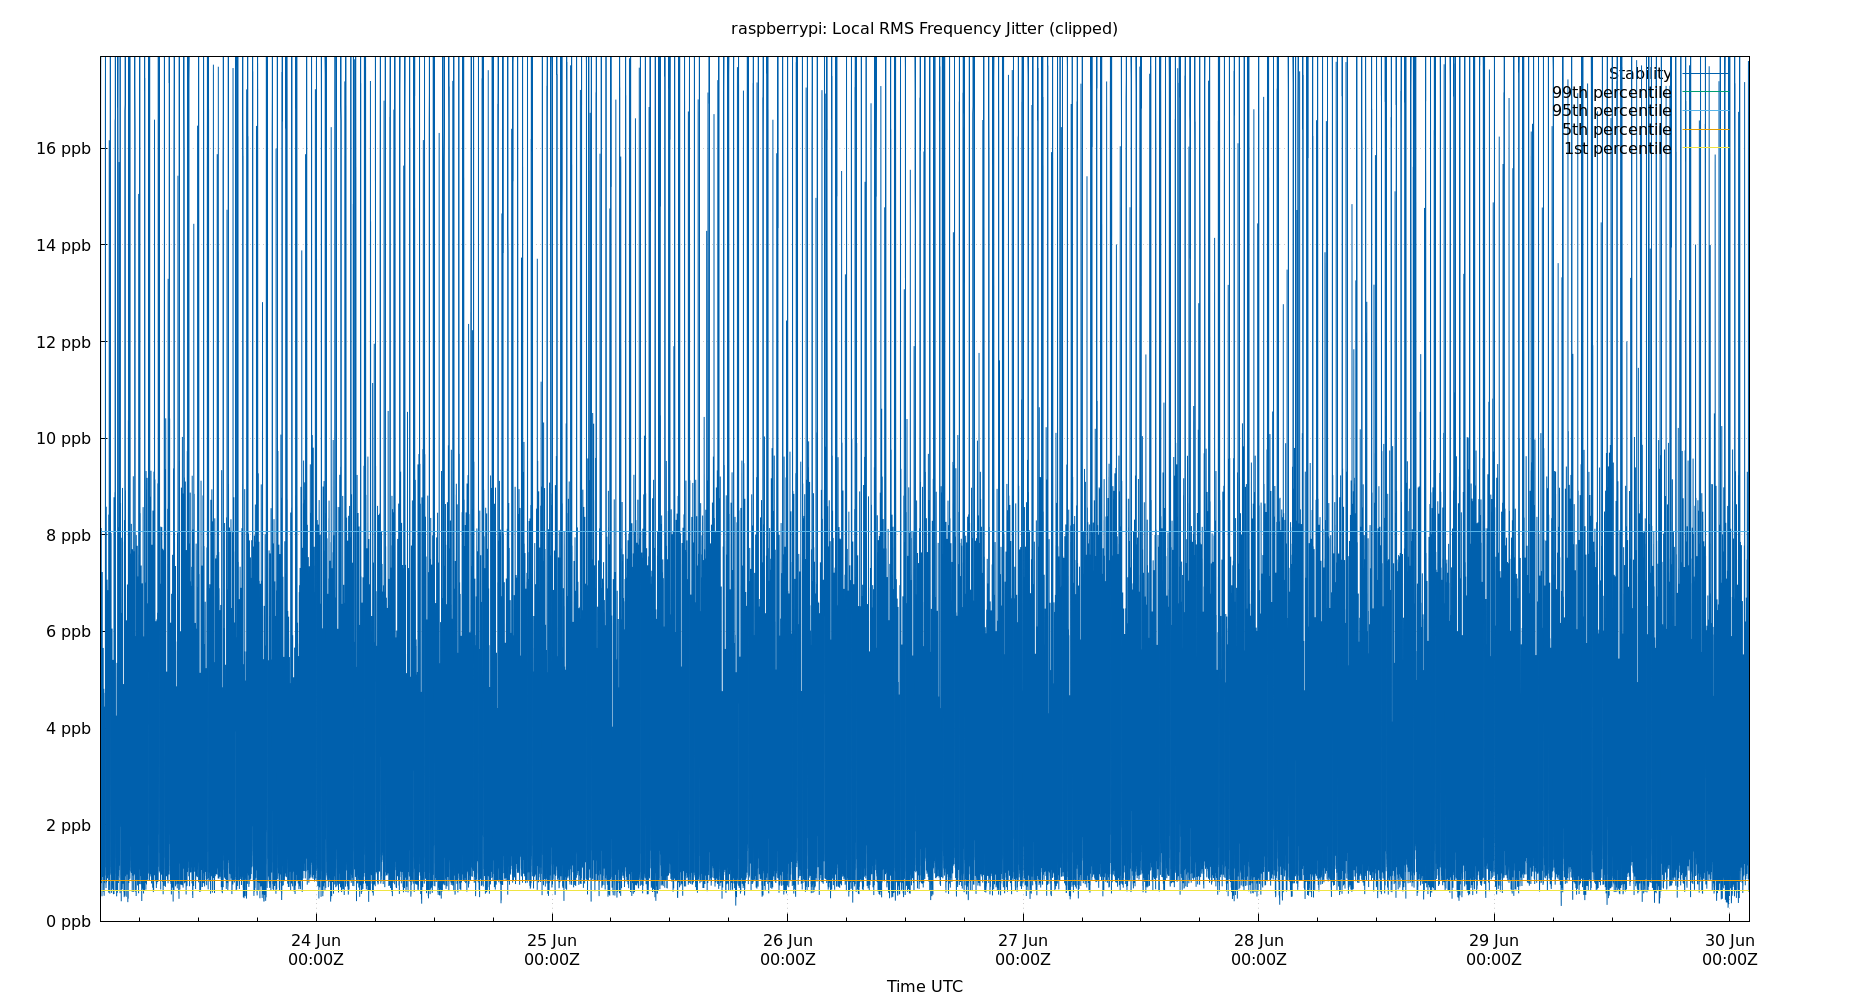 raspberrypi: Local RMS Frequency Jitter (clipped)
Stability
99th percentile
95th percentile
5th percentile
1st percentile
16 ppb
14 ppb
12 ppb
10 ppb
8 ppb
6 ppb
4 ppb
2 ppb
0 ppb
24 Jun 25 Jun 26 Jun 27 Jun 28 Jun 29 Jun 30 Jun
00:00Z 00:00Z 00:00Z 00:00Z 00:00Z 00:00Z 00:00Z
Time UTC